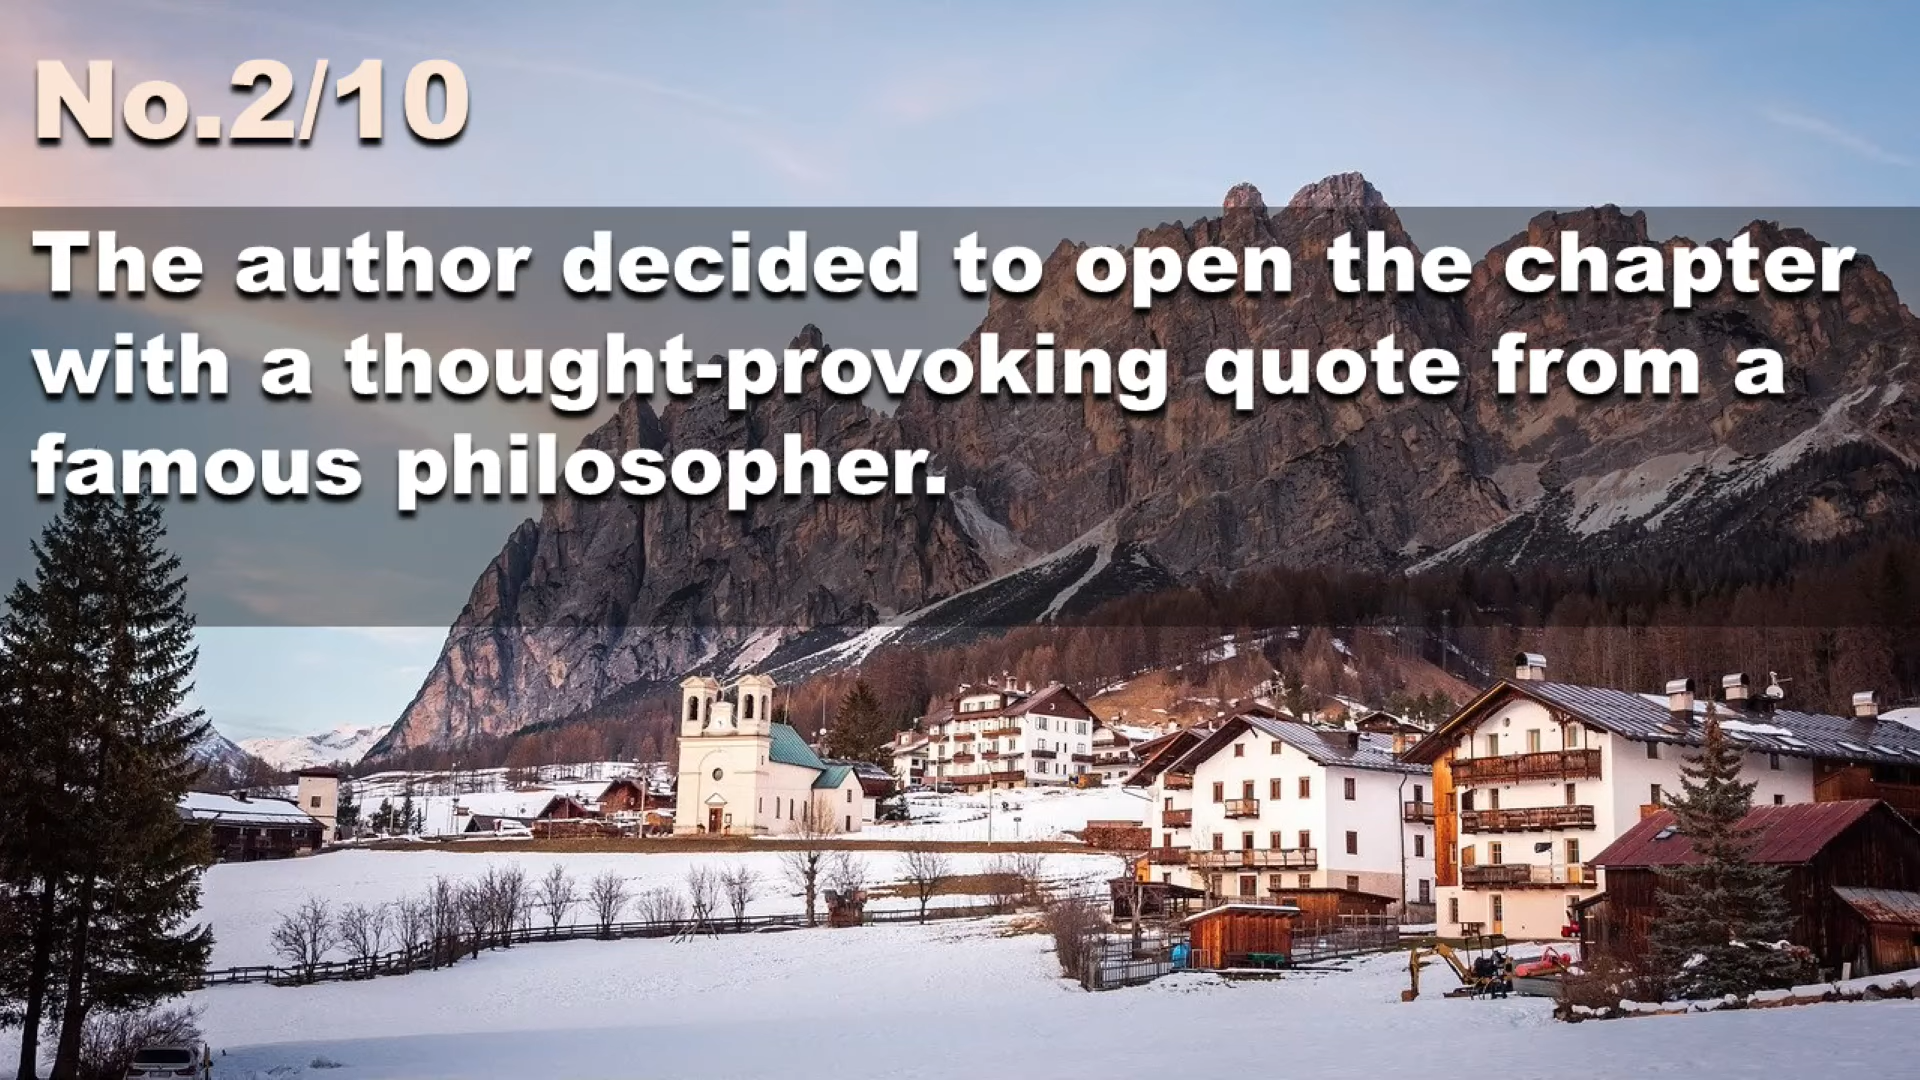 No.2/10
The author decided to open the chapter
with a thought-provoking quote from a
famous philosopher.